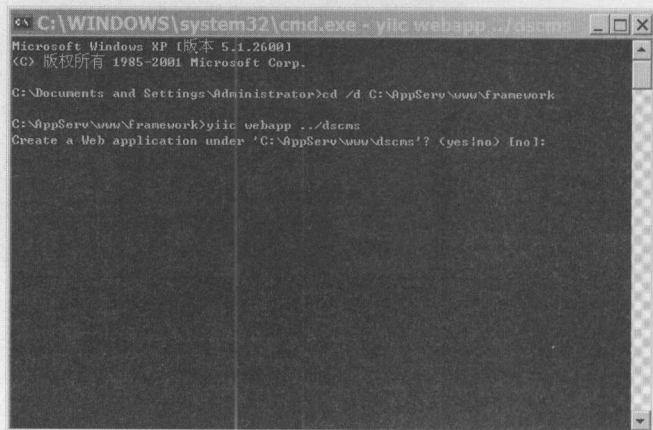 C:\WINDOWS\system32\cmd.exe - yiic webapp ../dscms
Microsoft Windows XP [版本 5.1.2600]
(C) 版权所有 1985-2001 Microsoft Corp.
C:\Documents and Settings\Administrator>cd /d C:\AppServ\www\framework
C:\AppServ\www\framework>yiic webapp ../dscms
Create a Web application under 'C:\AppServ\www\dscms'? (yes|no) [no]: